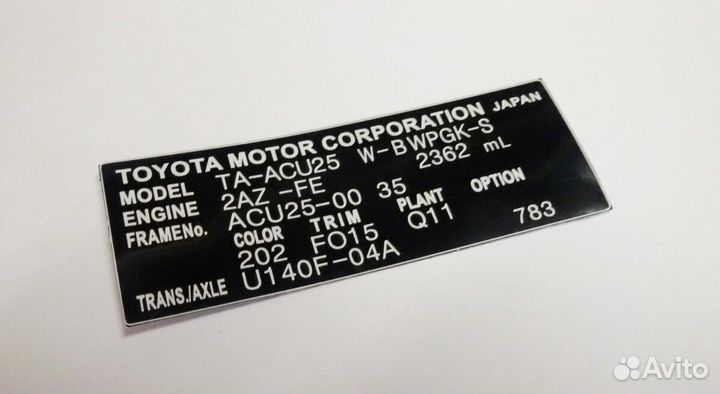 TOYOTA MOTOR CORPORATION JAPAN
MODEL TA-ACU25 W-BWPGK-S
ENGINE 2AZ -FE 2362 mL
FRAMENo. ACU25-00 35
COLOR TRIM PLANT OPTION
202 FO15 Q11 783
TRANS./AXLE U140F-04A
Avito